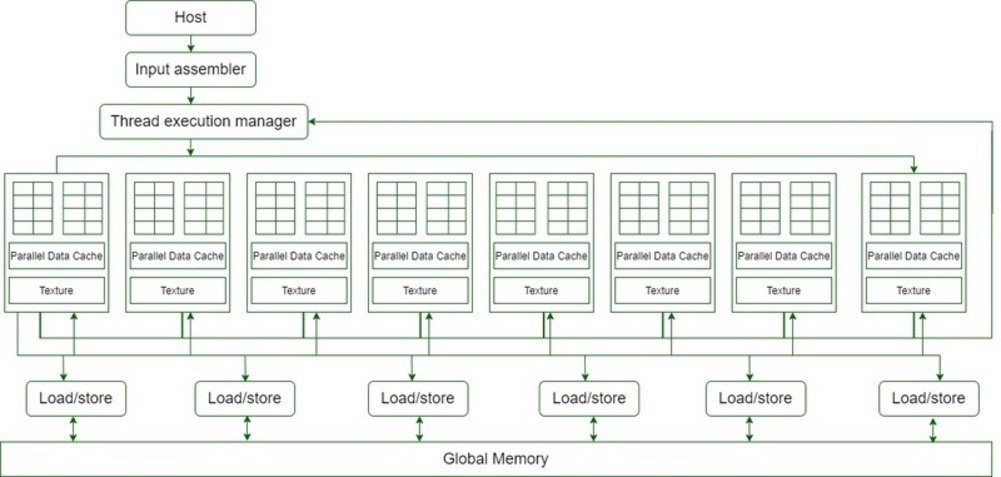 Host
Input assembler
Thread execution manager
Parallel Data Cache
Parallel Data Cache
Parallel Data Cache
Parallel Data Cache
Parallel Data Cache
Parallel Data Cache
Parallel Data Cache
Parallel Data Cache
Texture
Texture
Texture
Texture
Texture
Texture
Texture
Texture
Load/store
Load/store
Load/store
Load/store
Load/store
Load/store
Global Memory